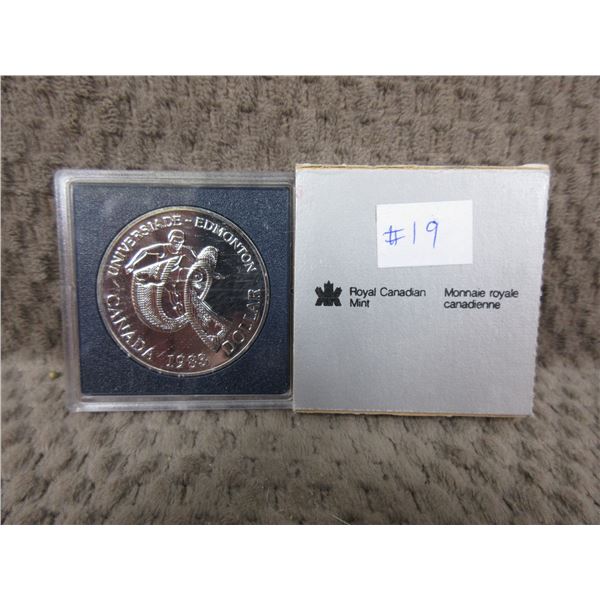 UNIVERSIADE - EDMONTON
CANADA 1983 DOLLAR
#19
Royal Canadian
Mint
Monnaie royale
canadienne